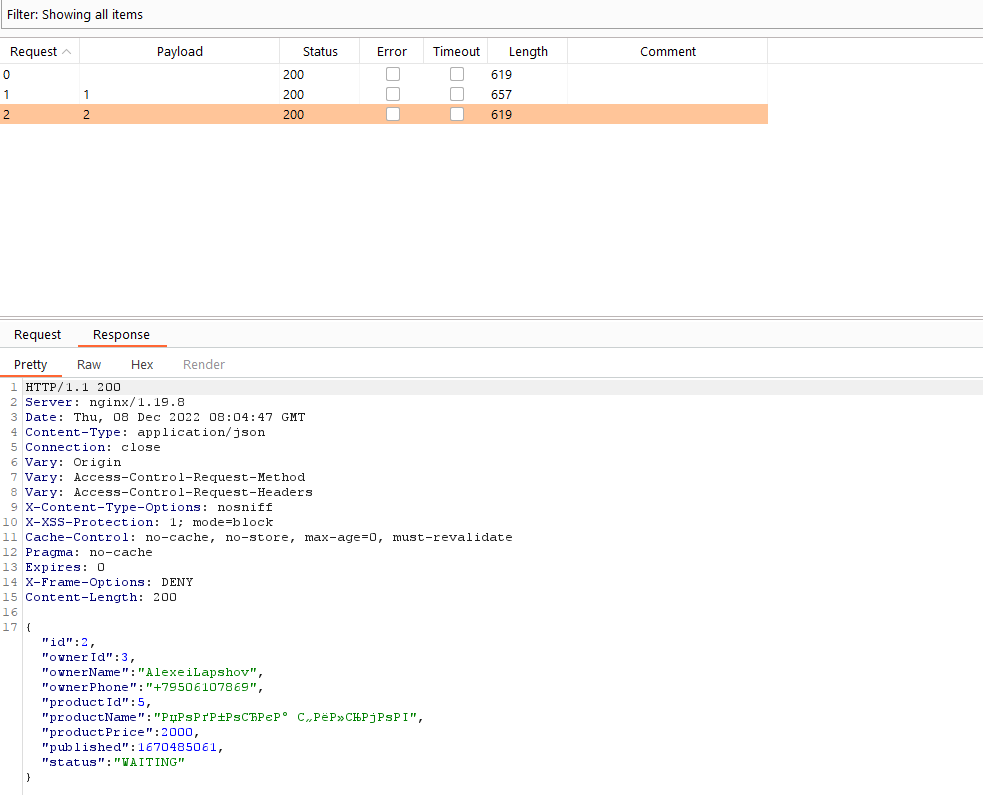 Filter: Showing all items
Request Payload Status Error Timeout Length Comment
0 200 619
1 1 200 657
2 2 200 619
Request Response
Pretty Raw Hex Render
1 HTTP/1.1 200
2 Server: nginx/1.19.8
3 Date: Thu, 08 Dec 2022 08:04:47 GMT
4 Content-Type: application/json
5 Connection: close
6 Vary: Origin
7 Vary: Access-Control-Request-Method
8 Vary: Access-Control-Request-Headers
9 X-Content-Type-Options: nosniff
10 X-XSS-Protection: 1; mode=block
11 Cache-Control: no-cache, no-store, max-age=0, must-revalidate
12 Pragma: no-cache
13 Expires: 0
14 X-Frame-Options: DENY
15 Content-Length: 200
16
17 {
"id":2,
"ownerId":3,
"ownerName":"AlexeiLapshov",
"ownerPhone":"+79506107869",
"productId":5,
"productName":"РџРѕРґР±РѕСЂРєР° С„РёР»СЊРјРѕРІ",
"productPrice":2000,
"published":1670485061,
"status":"WAITING"
}